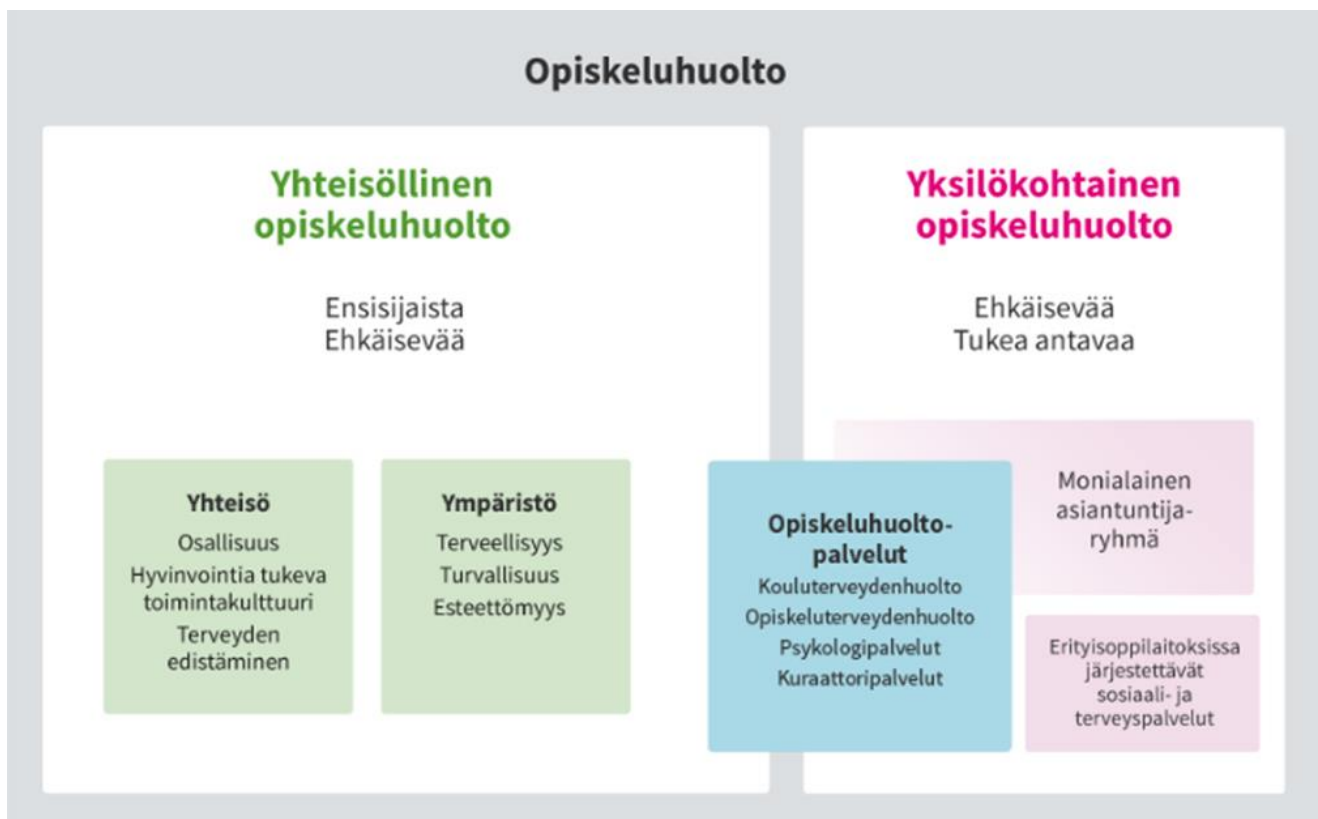 Opiskeluhuolto
Yhteisöllinen
opiskeluhuolto
Ensisijaista
Ehkäisevää
Yhteisö
Osallisuus
Hyvinvointia tukeva
toimintakulttuuri
Terveyden
edistäminen
Ympäristö
Terveellisyys
Turvallisuus
Esteettömyys
Opiskeluhuolto-
palvelut
Kouluterveydenhuolto
Opiskeluterveydenhuolto
Psykologipalvelut
Kuraattoripalvelut
Yksilökohtainen
opiskeluhuolto
Ehkäisevää
Tukea antavaa
Monialainen
asiantuntija-
ryhmä
Erityisoppilaitoksissa
järjestettävät
sosiaali- ja
terveyspalvelut